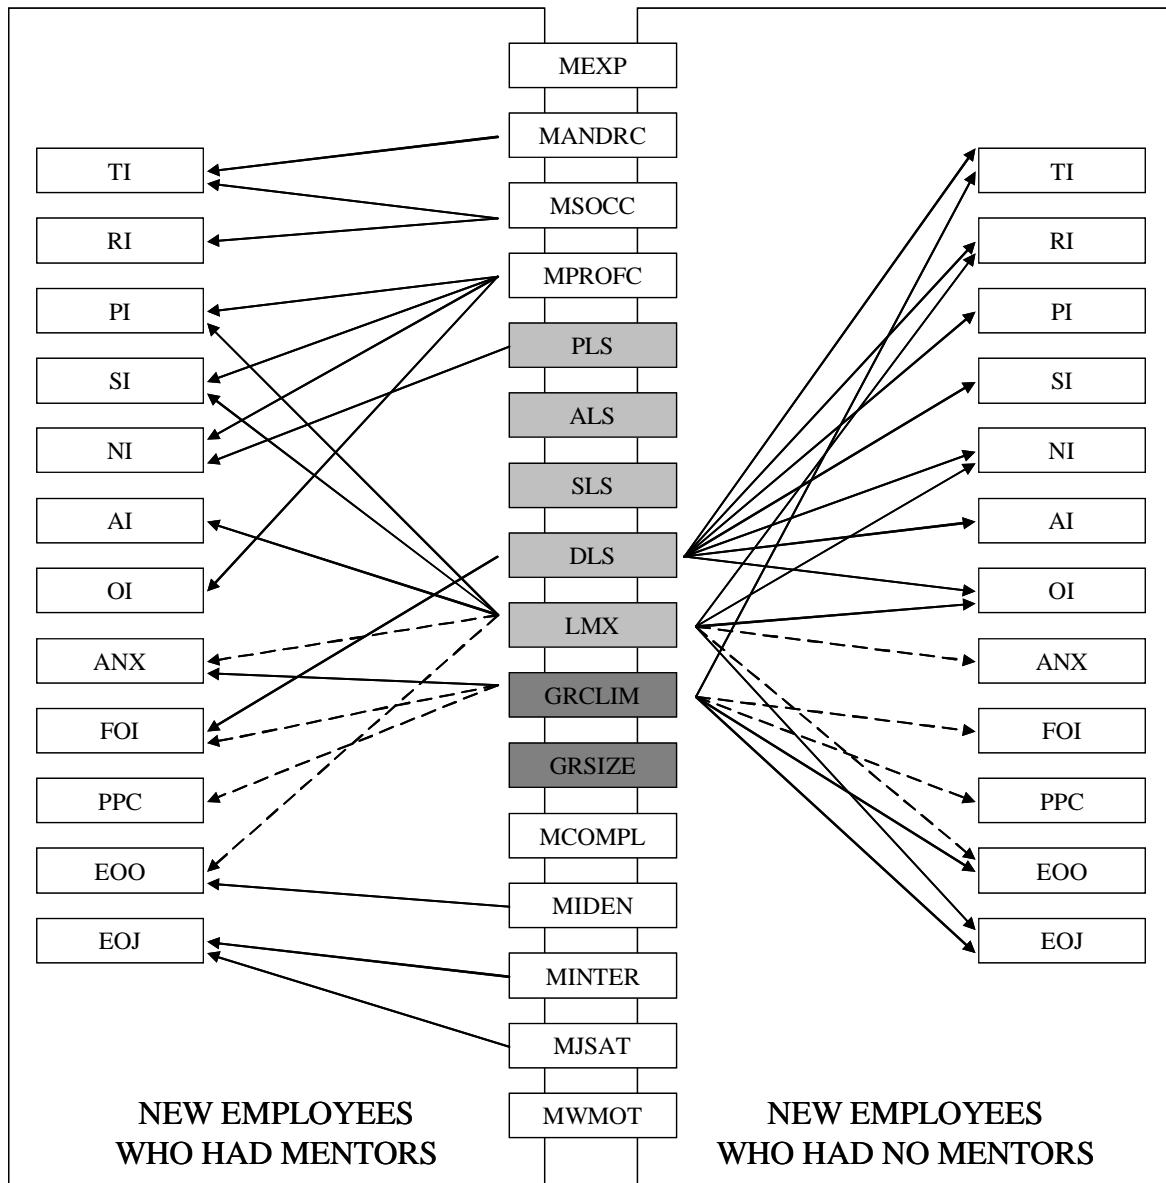 MEXP
MANDRC
MSOCC
MPROFC
PLS
ALS
SLS
DLS
LMX
GRCLIM
GRSIZE
MCOMPL
MIDEN
MINTER
MJSAT
MWMOT
TI
RI
PI
SI
NI
AI
OI
ANX
FOI
PPC
EOO
EOJ
NEW EMPLOYEES
WHO HAD MENTORS
TI
RI
PI
SI
NI
AI
OI
ANX
FOI
PPC
EOO
EOJ
NEW EMPLOYEES
WHO HAD NO MENTORS